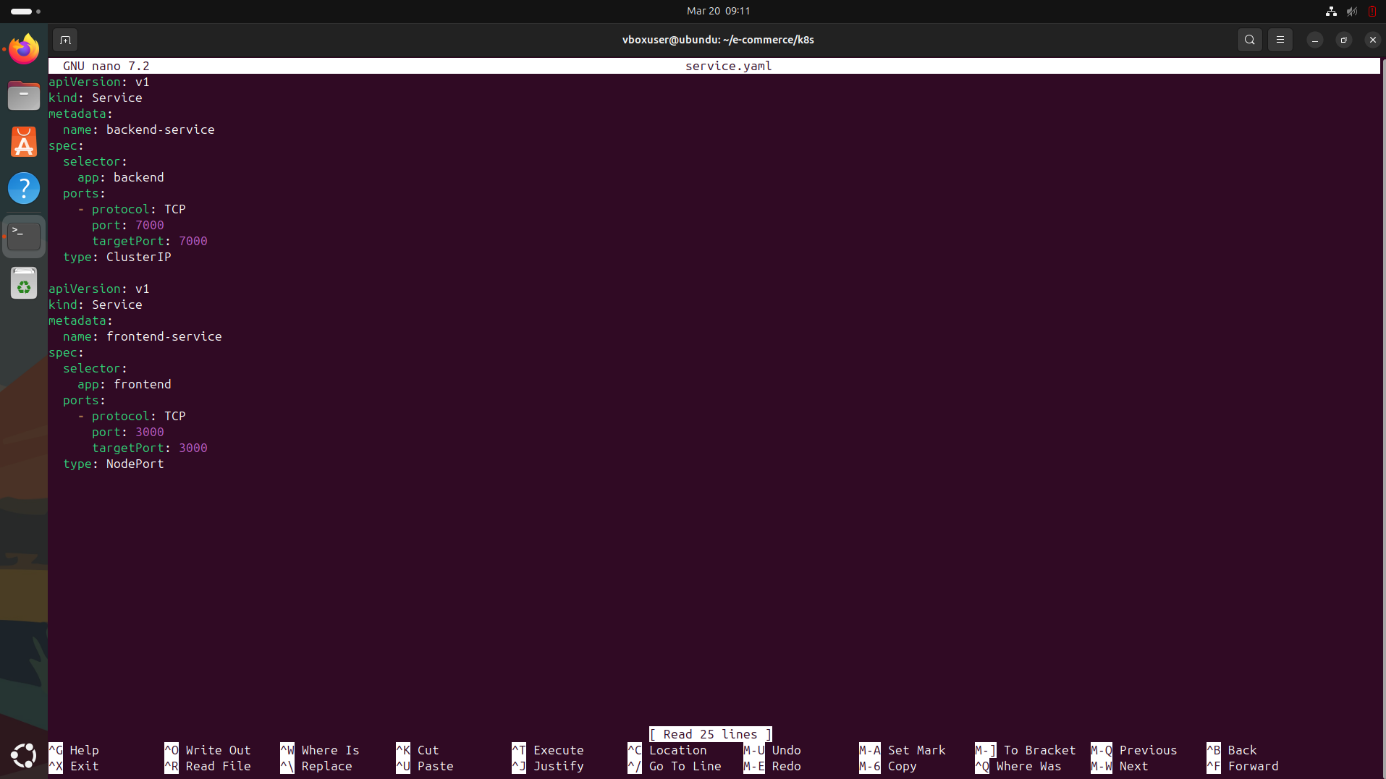 Mar 20 09:11
vboxuser@ubuntu: ~/e-commerce/k8s
GNU nano 7.2 service.yaml
apiVersion: v1
kind: Service
metadata:
  name: backend-service
spec:
  selector:
    app: backend
  ports:
    - protocol: TCP
      port: 7000
      targetPort: 7000
  type: ClusterIP

apiVersion: v1
kind: Service
metadata:
  name: frontend-service
spec:
  selector:
    app: frontend
  ports:
    - protocol: TCP
      port: 3000
      targetPort: 3000
  type: NodePort
[ Read 25 lines ]
^G Help ^O Write Out ^W Where Is ^K Cut ^T Execute ^C Location M-U Undo M-A Set Mark M-] To Bracket M-Q Previous ^B Back
^X Exit ^R Read File ^\ Replace ^U Paste ^J Justify ^/ Go To Line M-E Redo M-6 Copy ^Q Where Was M-W Next ^F Forward